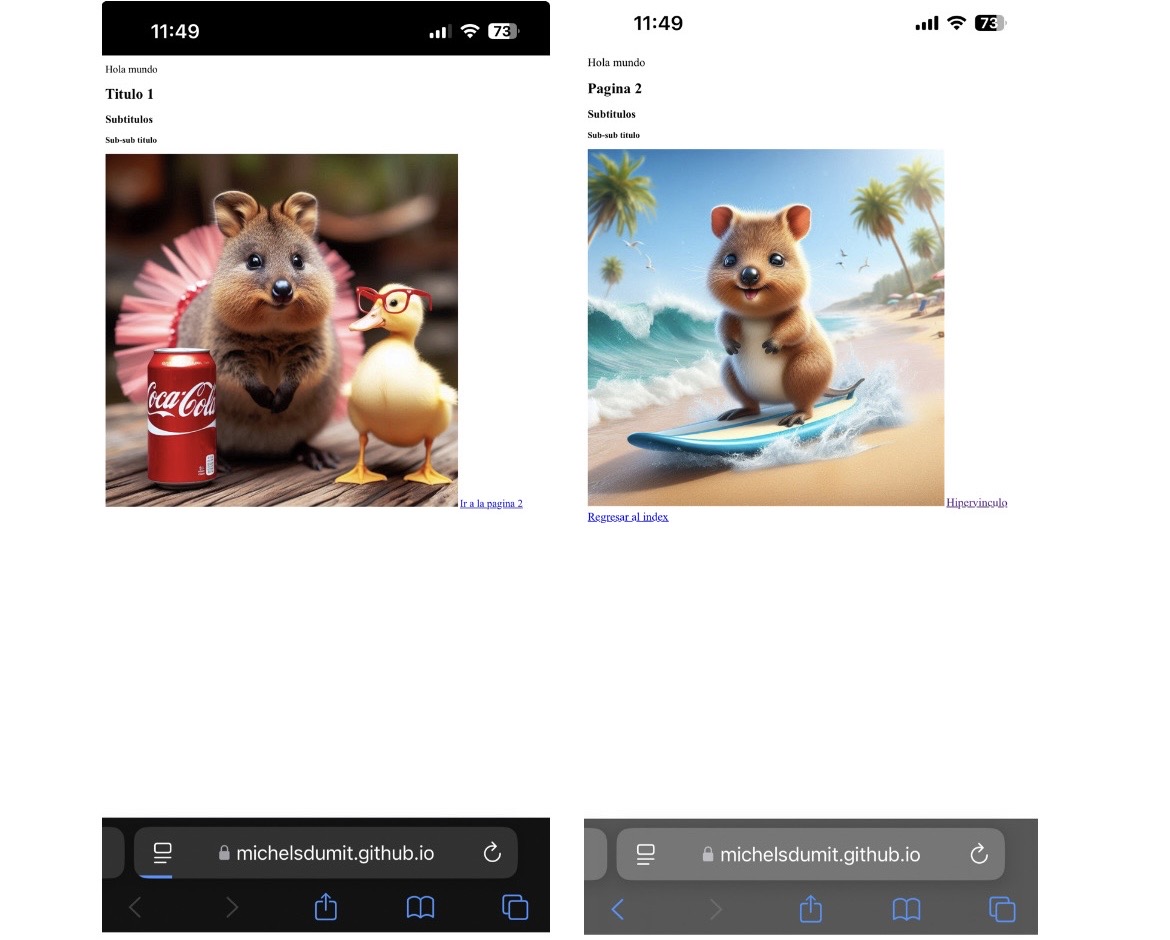 11:49
73
Hola mundo
Titulo 1
Subtitulos
Sub-sub titulo
Coca-Cola
Ir a la pagina 2
michelsdumit.github.io
11:49
73
Hola mundo
Pagina 2
Subtitulos
Sub-sub titulo
Hipervinculo
Regresar al index
michelsdumit.github.io